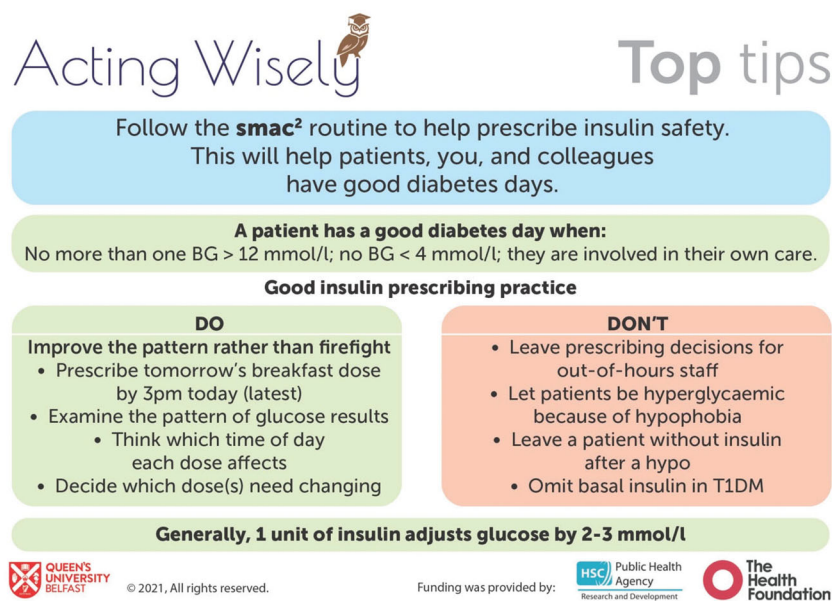 Acting Wisely
Top tips
Follow the smac² routine to help prescribe insulin safety.
This will help patients, you, and colleagues
have good diabetes days.
A patient has a good diabetes day when:
No more than one BG > 12 mmol/l; no BG < 4 mmol/l; they are involved in their own care.
Good insulin prescribing practice
DO
Improve the pattern rather than firefight
• Prescribe tomorrow's breakfast dose
by 3pm today (latest)
• Examine the pattern of glucose results
• Think which time of day
each dose affects
• Decide which dose(s) need changing
DON'T
• Leave prescribing decisions for
out-of-hours staff
• Let patients be hyperglycaemic
because of hypophobia
• Leave a patient without insulin
after a hypo
• Omit basal insulin in T1DM
Generally, 1 unit of insulin adjusts glucose by 2-3 mmol/l
QUEEN'S
UNIVERSITY
BELFAST
© 2021, All rights reserved.
Funding was provided by:
HSC Public Health
Agency
Research and Development
The
Health
Foundation